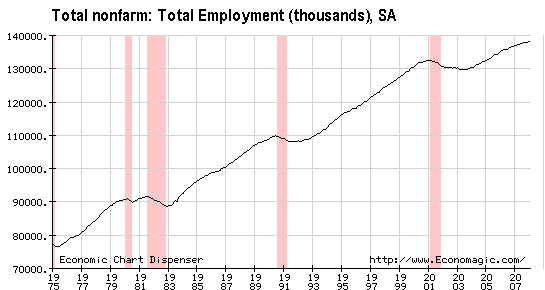 Total nonfarm: Total Employment (thousands), SA
140000.
130000.
120000.
110000.
100000.
90000.
80000.
70000.
Economic Chart Dispenser
http://www.Economagic.com/
19 19 19 19 19 19 19 19 19 19 19 19 19 20 20 20 20
75 77 79 81 83 85 87 89 91 93 95 97 99 01 03 05 07